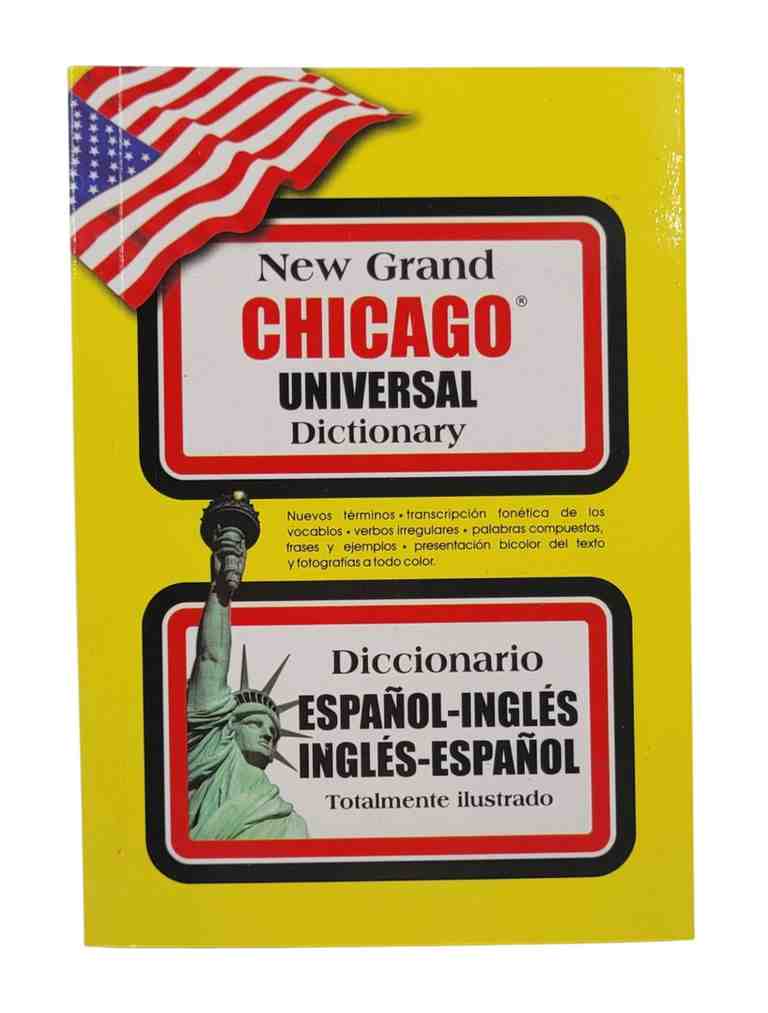 New Grand
CHICAGO®
UNIVERSAL
Dictionary
Nuevos términos • transcripción fonética de los
vocablos • verbos irregulares • palabras compuestas,
frases y ejemplos • presentación bicolor del texto
y fotografías a todo color.
Diccionario
ESPAÑOL-INGLÉS
INGLÉS-ESPAÑOL
Totalmente ilustrado